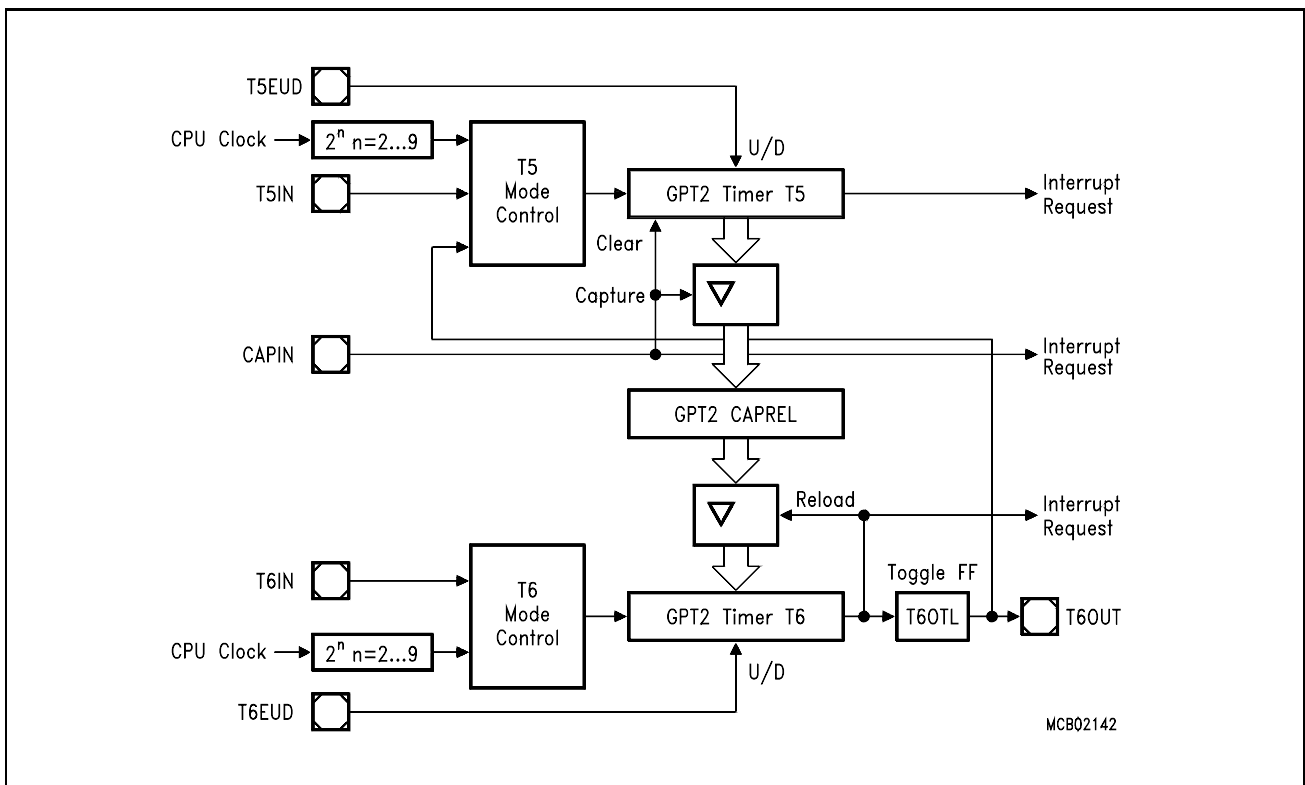 T5EUD
CPU Clock
2ⁿ n=2...9
T5IN
T5
Mode
Control
U/D
GPT2 Timer T5
Interrupt
Request
Clear
Capture
CAPIN
Interrupt
Request
GPT2 CAPREL
Reload
Interrupt
Request
T6IN
T6
Mode
Control
Toggle FF
GPT2 Timer T6
T6OTL
T6OUT
CPU Clock
2ⁿ n=2...9
U/D
T6EUD
MCB02142